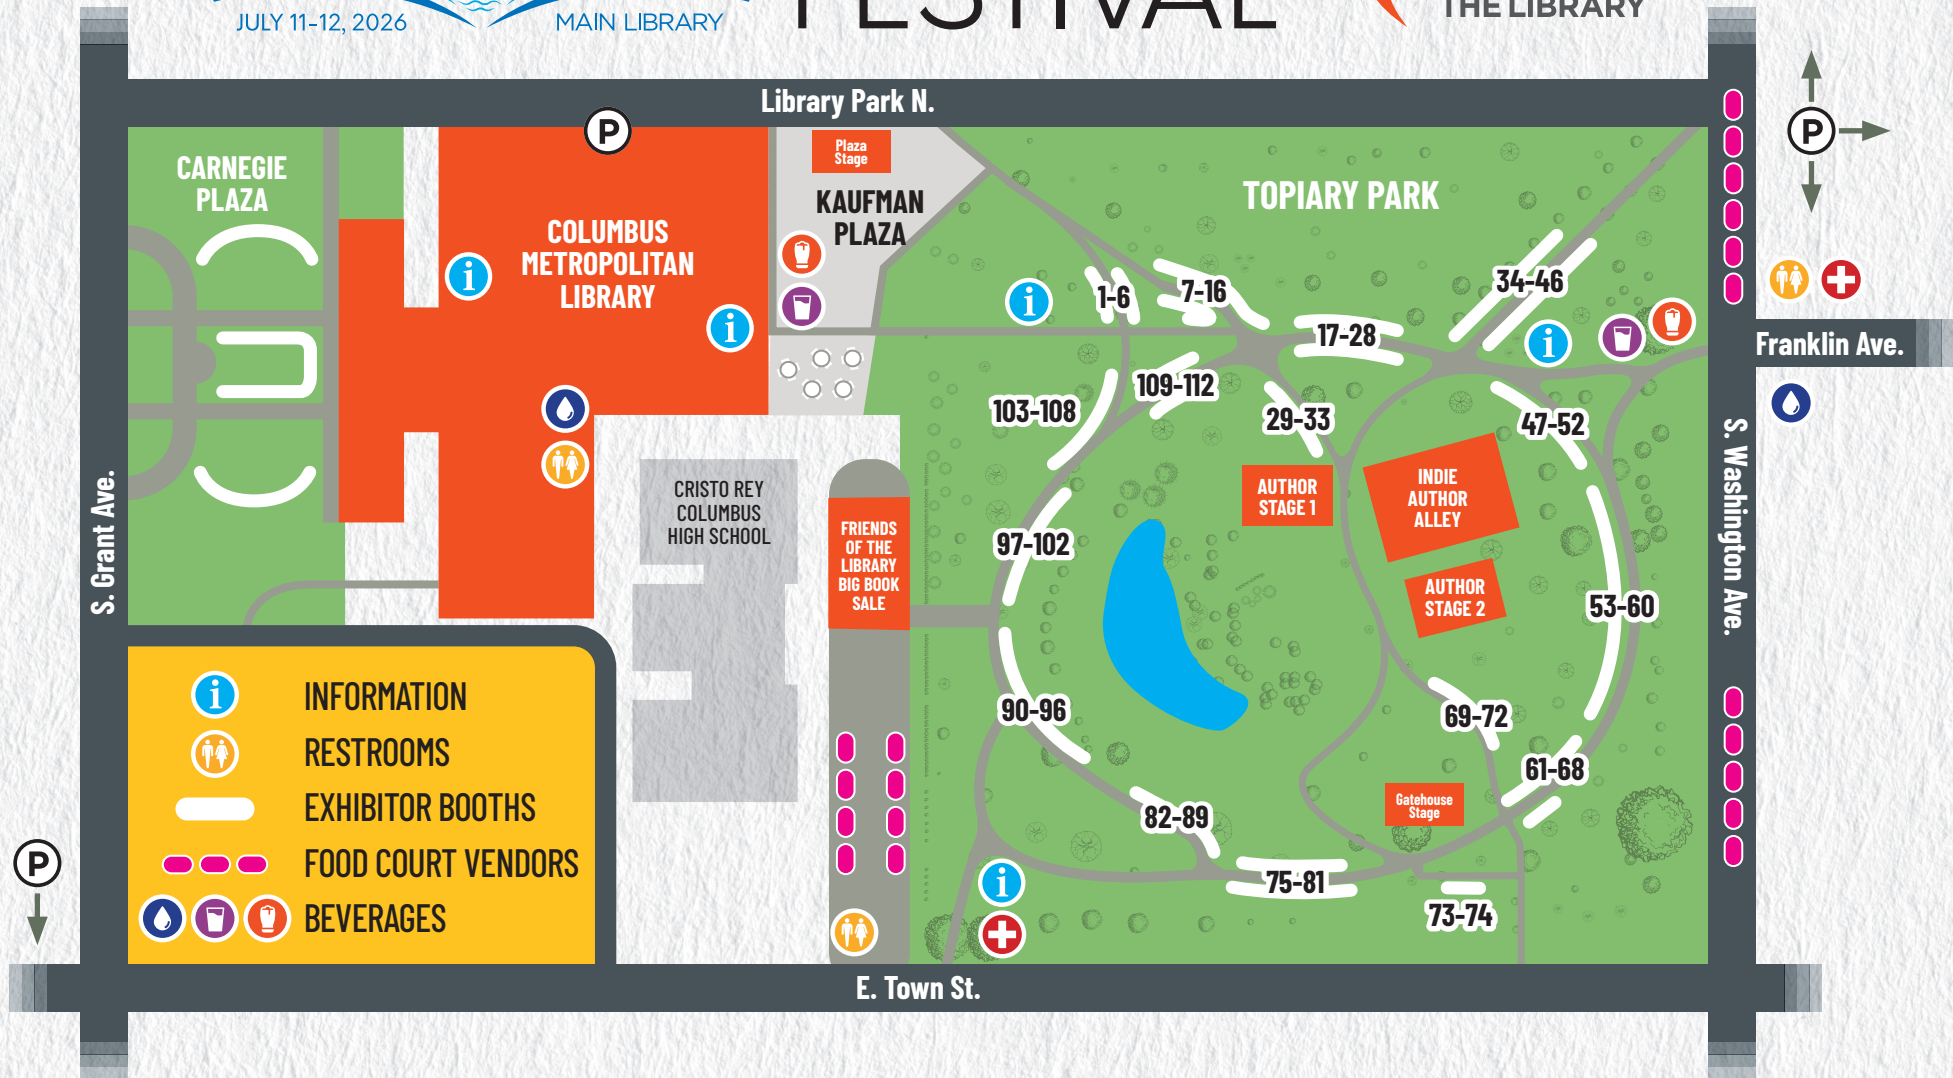 JULY 11-12, 2026
MAIN LIBRARY
FESTIVAL
THE LIBRARY
Library Park N.
P
P
CARNEGIE
PLAZA
Plaza
Stage
KAUFMAN
PLAZA
TOPIARY PARK
COLUMBUS
METROPOLITAN
LIBRARY
i
i
i
i
1-6
7-16
17-28
34-46
Franklin Ave.
109-112
103-108
29-33
47-52
S. Grant Ave.
S. Washington Ave.
CRISTO REY
COLUMBUS
HIGH SCHOOL
FRIENDS
OF THE
LIBRARY
BIG BOOK
SALE
AUTHOR
STAGE 1
INDIE
AUTHOR
ALLEY
AUTHOR
STAGE 2
97-102
53-60
90-96
69-72
61-68
82-89
Gatehouse
Stage
75-81
73-74
i
i
INFORMATION
RESTROOMS
EXHIBITOR BOOTHS
FOOD COURT VENDORS
BEVERAGES
P
E. Town St.